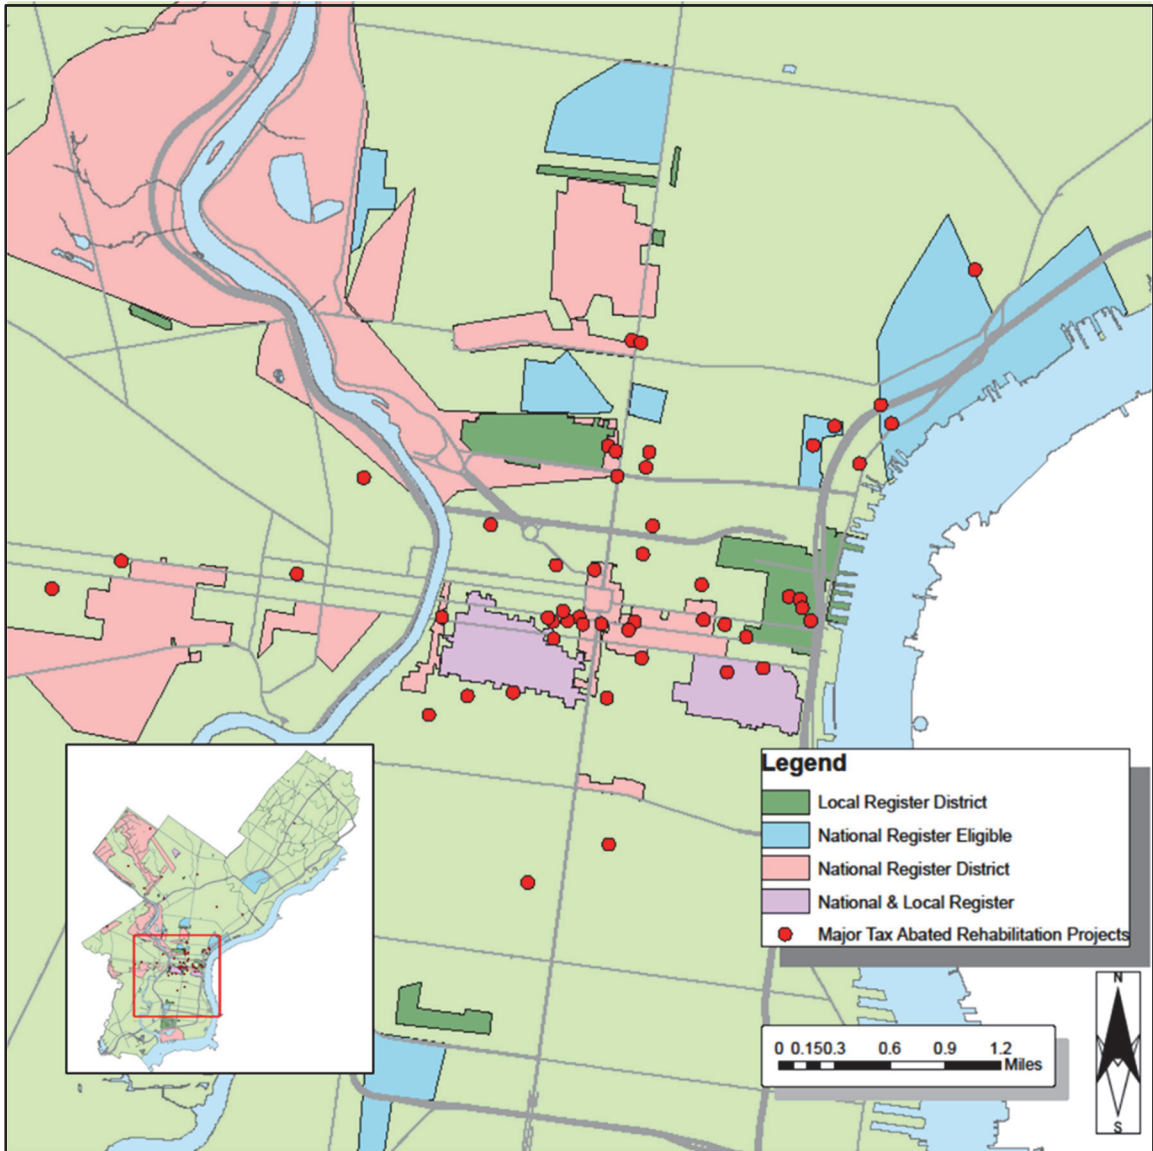 Legend
Local Register District
National Register Eligible
National Register District
National & Local Register
Major Tax Abated Rehabilitation Projects
N
S
0 0.150.3 0.6 0.9 1.2
Miles